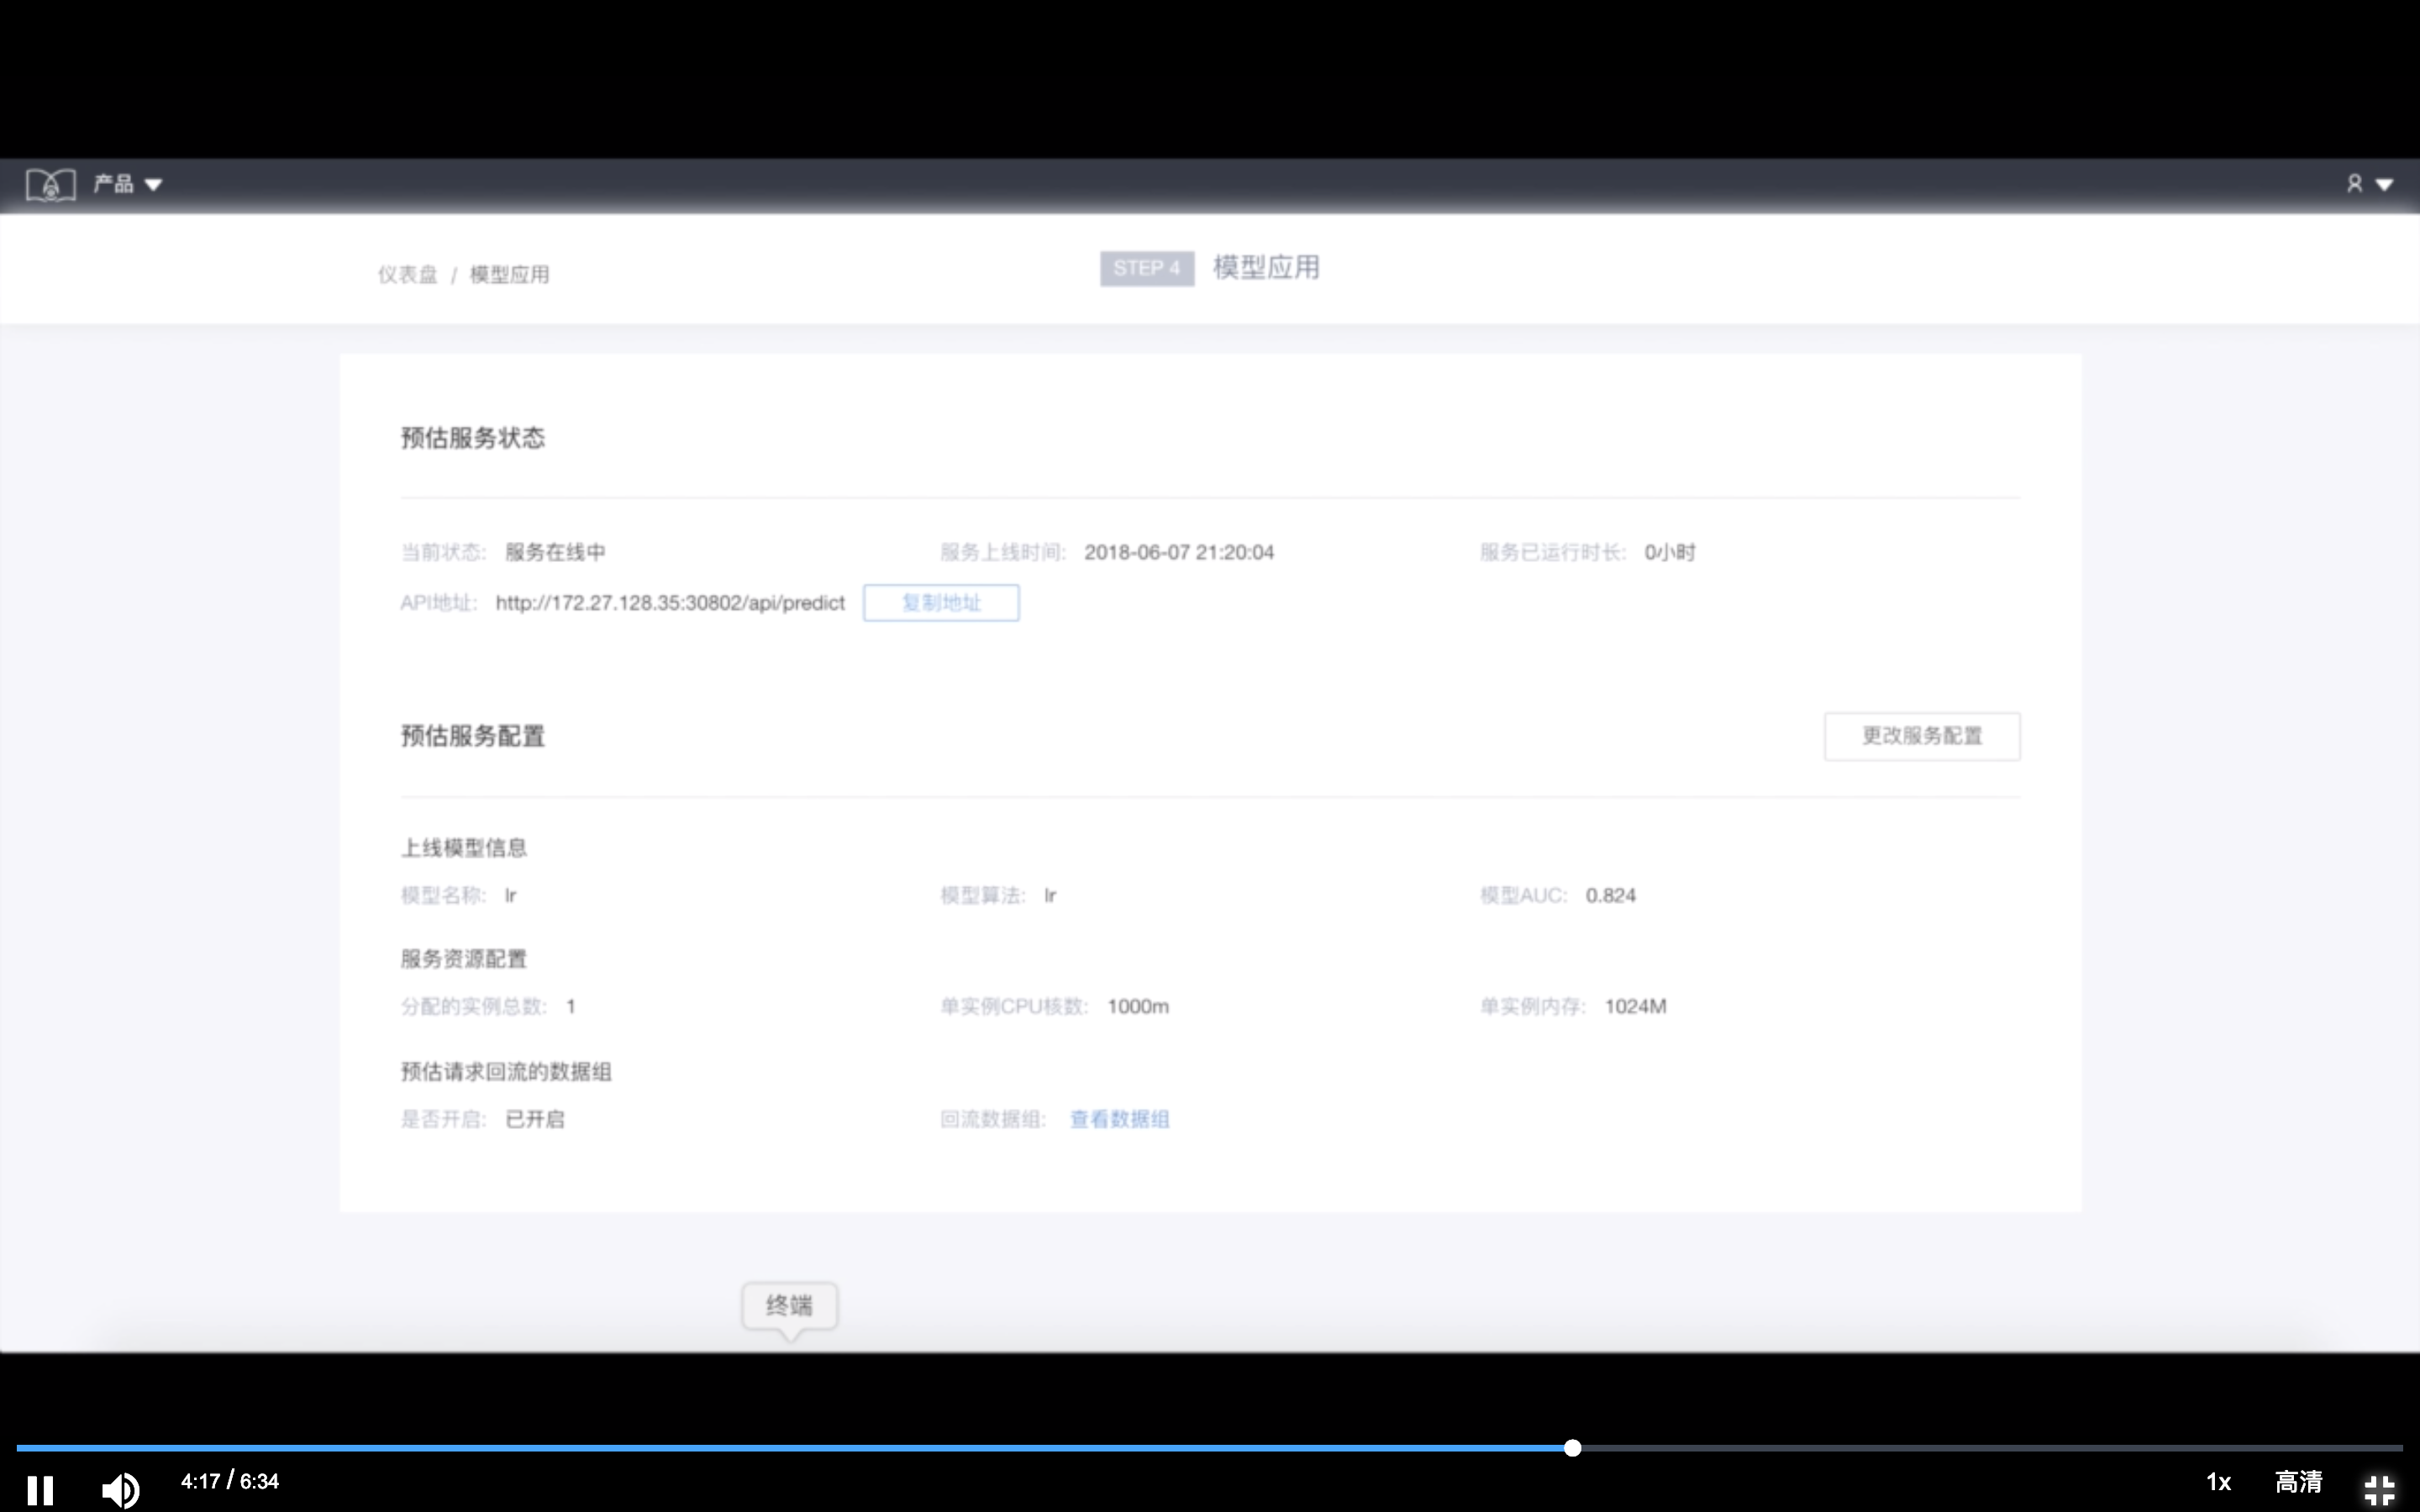 产品
仪表盘 / 模型应用
STEP 4 模型应用
预估服务状态
当前状态: 服务在线中 服务上线时间: 2018-06-07 21:20:04 服务已运行时长: 0小时
API地址: http://172.27.128.35:30802/api/predict 复制地址
预估服务配置 更改服务配置
上线模型信息
模型名称: lr 模型算法: lr 模型AUC: 0.824
服务资源配置
分配的实例总数: 1 单实例CPU核数: 1000m 单实例内存: 1024M
预估请求回流的数据组
是否开启: 已开启 回流数据组: 查看数据组
终端
4:17 / 6:34 1x 高清